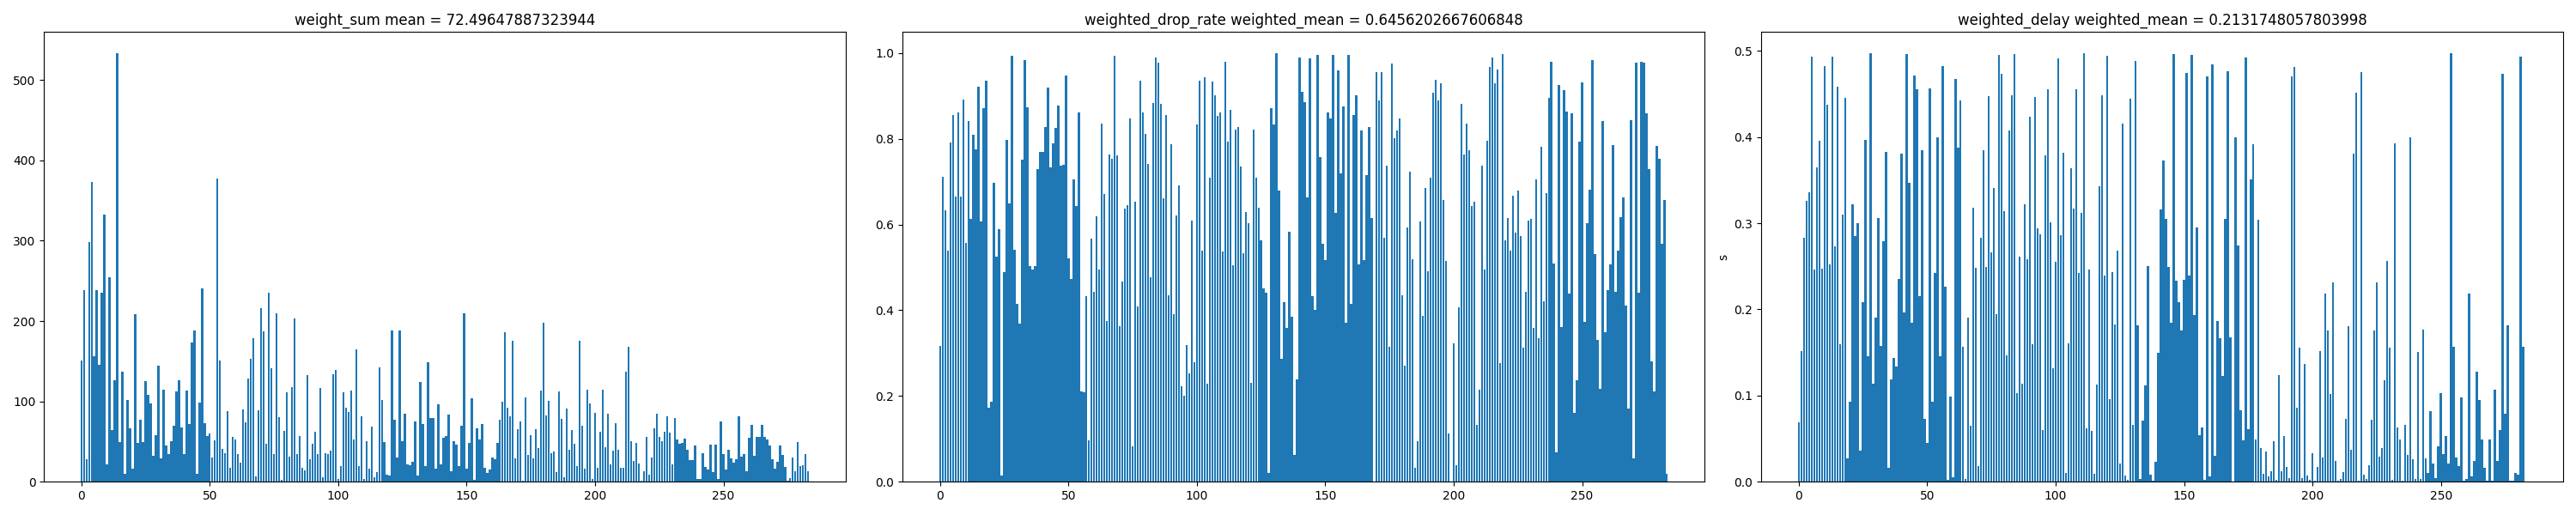 weight_sum mean = 72.49647887323944
500
400
300
200
100
0
0 50 100 150 200 250
weighted_drop_rate weighted_mean = 0.6456202667606848
1.0
0.8
0.6
0.4
0.2
0.0
0 50 100 150 200 250
weighted_delay weighted_mean = 0.2131748057803998
s
0.5
0.4
0.3
0.2
0.1
0.0
0 50 100 150 200 250